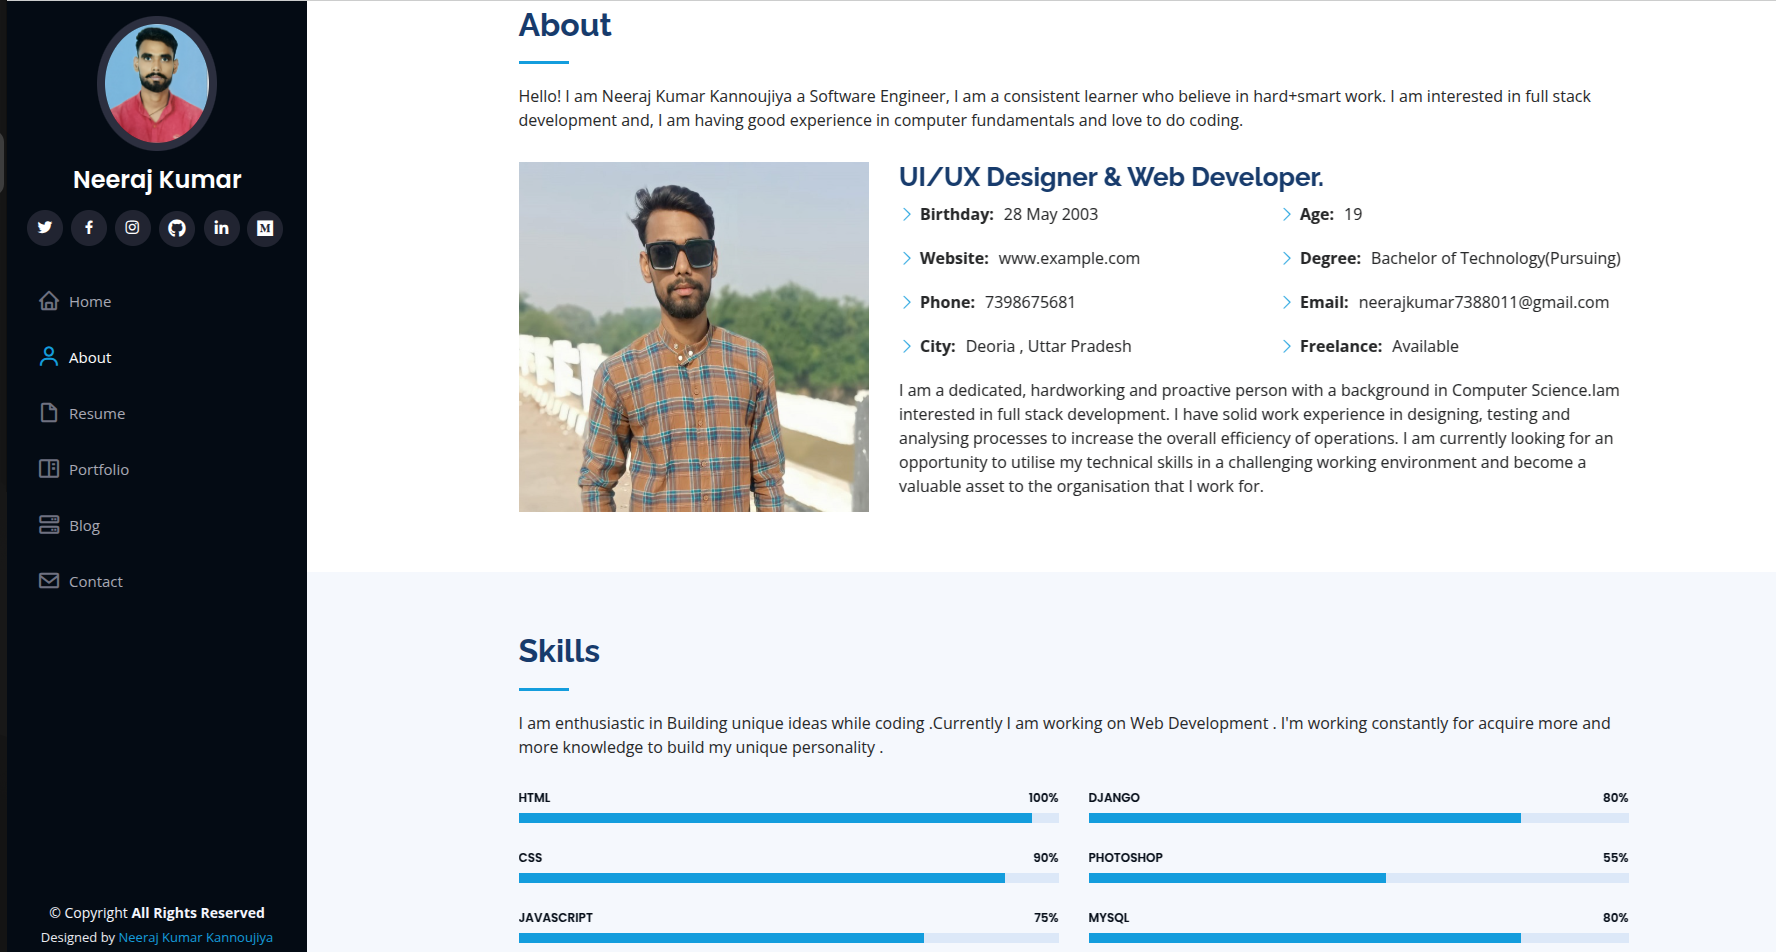 Neeraj Kumar
M
Home
About
Resume
Portfolio
Blog
Contact
© Copyright All Rights Reserved
Designed by Neeraj Kumar Kannoujiya
About
Hello! I am Neeraj Kumar Kannoujiya a Software Engineer, I am a consistent learner who believe in hard+smart work. I am interested in full stack
development and, I am having good experience in computer fundamentals and love to do coding.
UI/UX Designer & Web Developer.
Birthday: 28 May 2003
Age: 19
Website: www.example.com
Degree: Bachelor of Technology(Pursuing)
Phone: 7398675681
Email: neerajkumar7388011@gmail.com
City: Deoria , Uttar Pradesh
Freelance: Available
I am a dedicated, hardworking and proactive person with a background in Computer Science.Iam
interested in full stack development. I have solid work experience in designing, testing and
analysing processes to increase the overall efficiency of operations. I am currently looking for an
opportunity to utilise my technical skills in a challenging working environment and become a
valuable asset to the organisation that I work for.
Skills
I am enthusiastic in Building unique ideas while coding .Currently I am working on Web Development . I'm working constantly for acquire more and
more knowledge to build my unique personality .
HTML 100%
DJANGO 80%
CSS 90%
PHOTOSHOP 55%
JAVASCRIPT 75%
MYSQL 80%